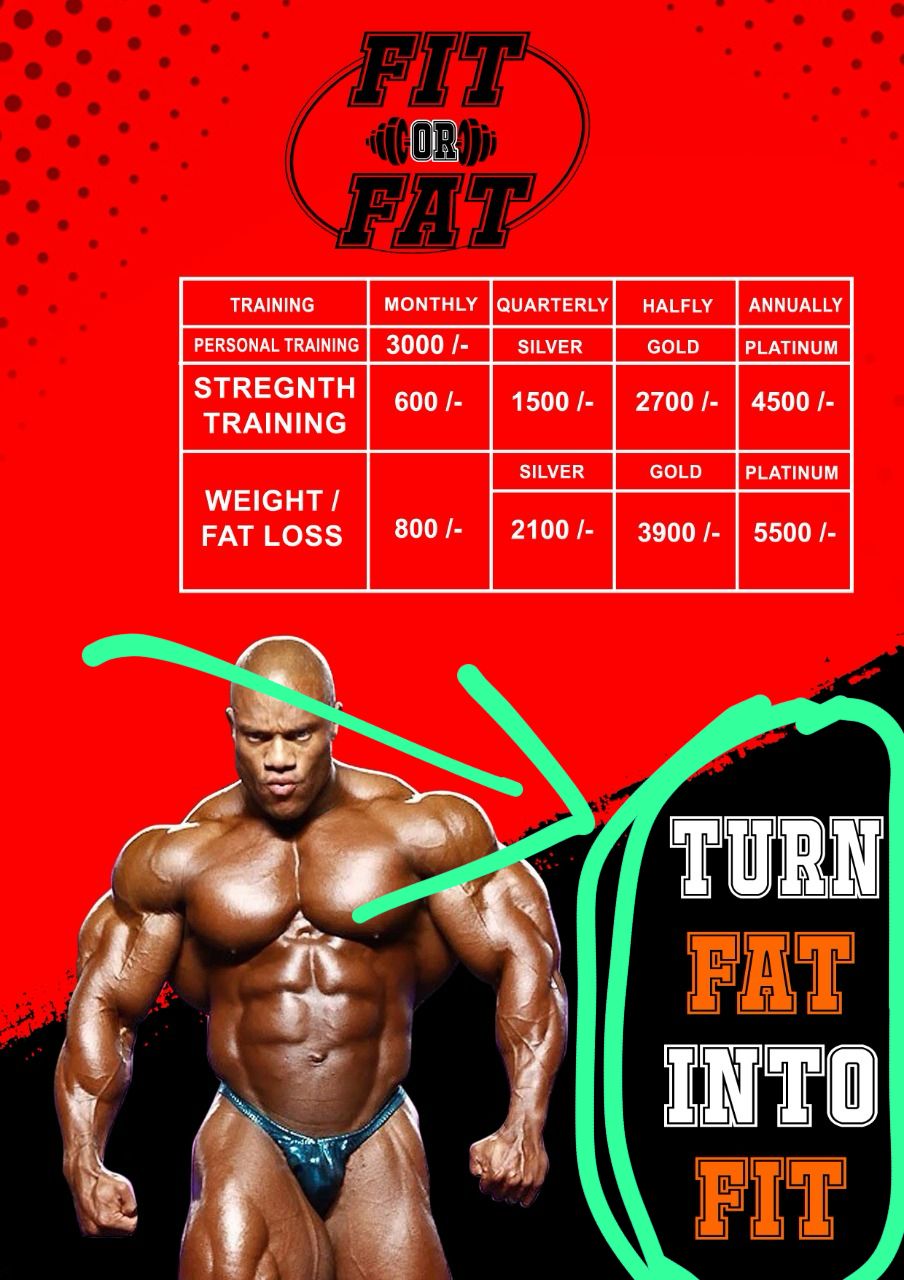 FIT
OR
FAT
TRAINING MONTHLY QUARTERLY HALFLY ANNUALLY
PERSONAL TRAINING 3000 /- SILVER GOLD PLATINUM
STREGNTH
TRAINING 600 /- 1500 /- 2700 /- 4500 /-
SILVER GOLD PLATINUM
WEIGHT /
FAT LOSS 800 /- 2100 /- 3900 /- 5500 /-
TURN
FAT
INTO
FIT